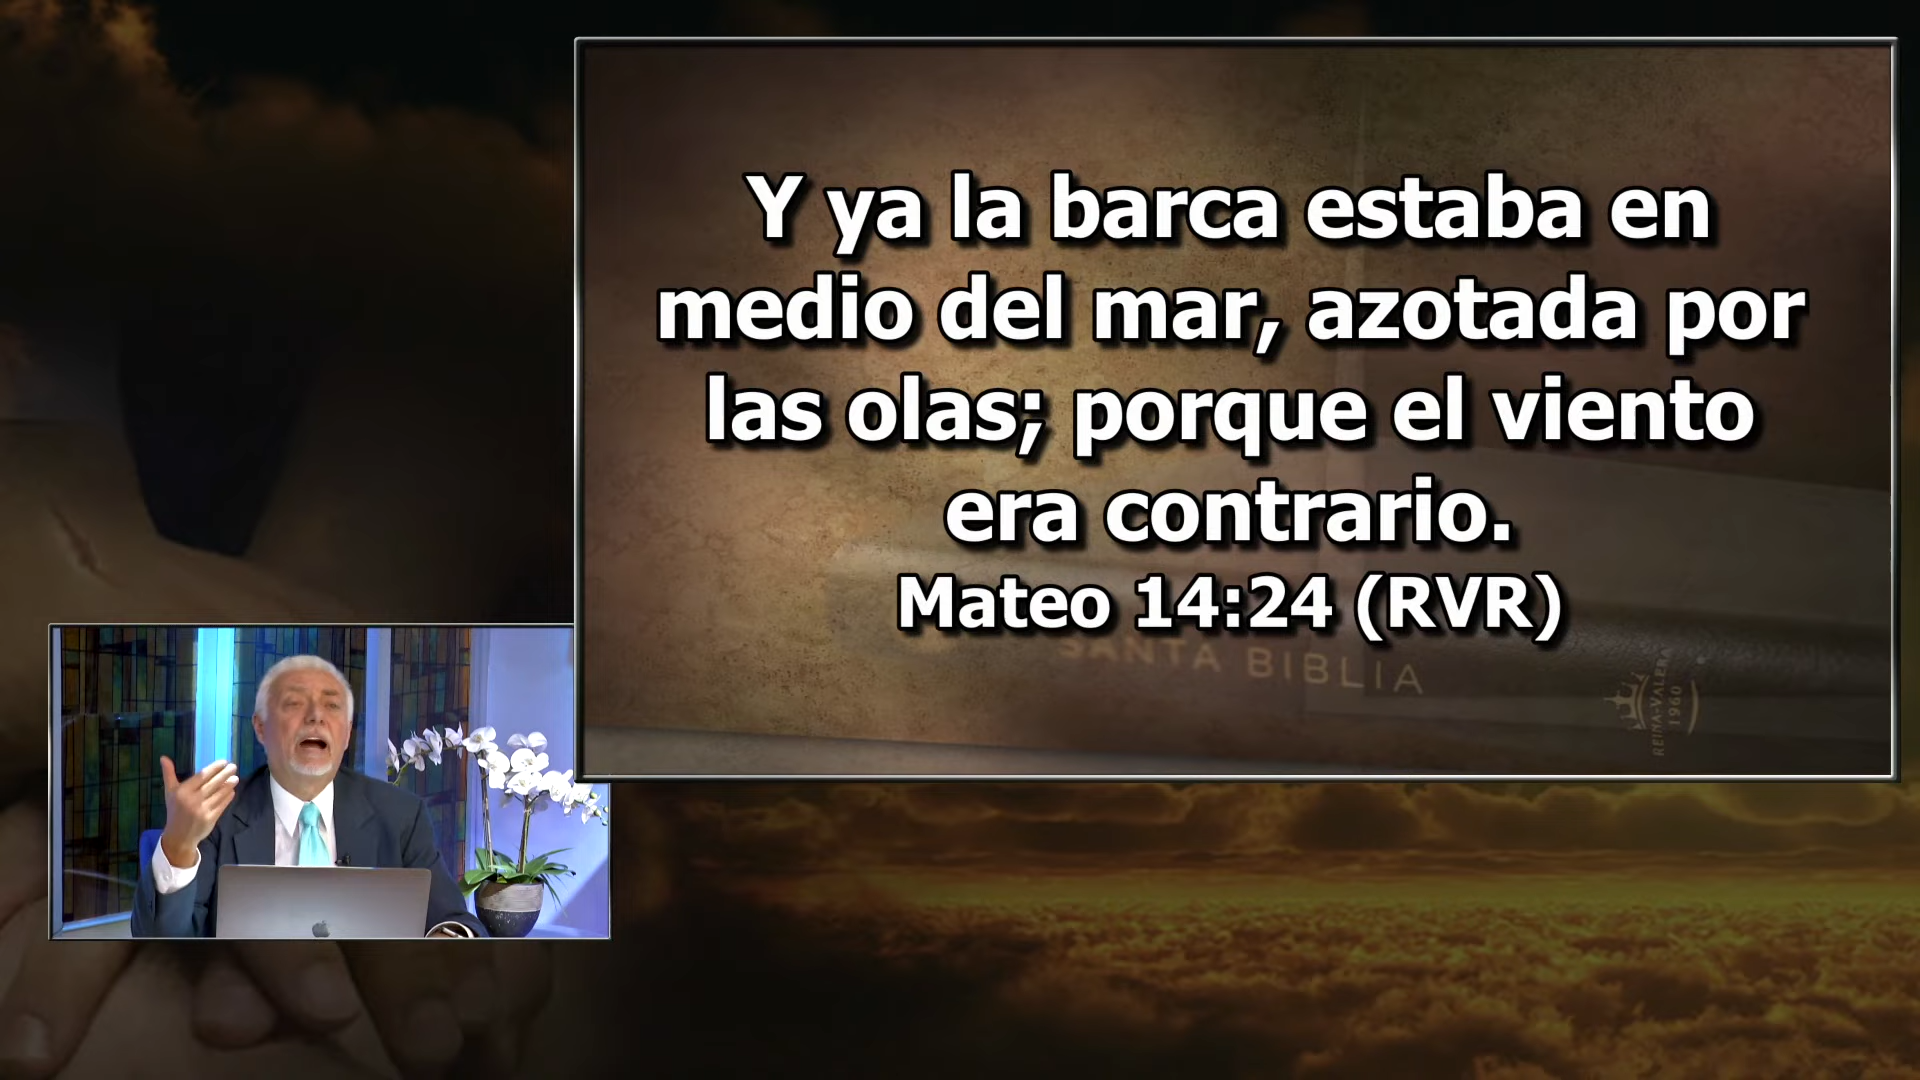 Y ya la barca estaba en
medio del mar, azotada por
las olas; porque el viento
era contrario.
Mateo 14:24 (RVR)
SANTA BIBLIA
REINA-VALERA
1960